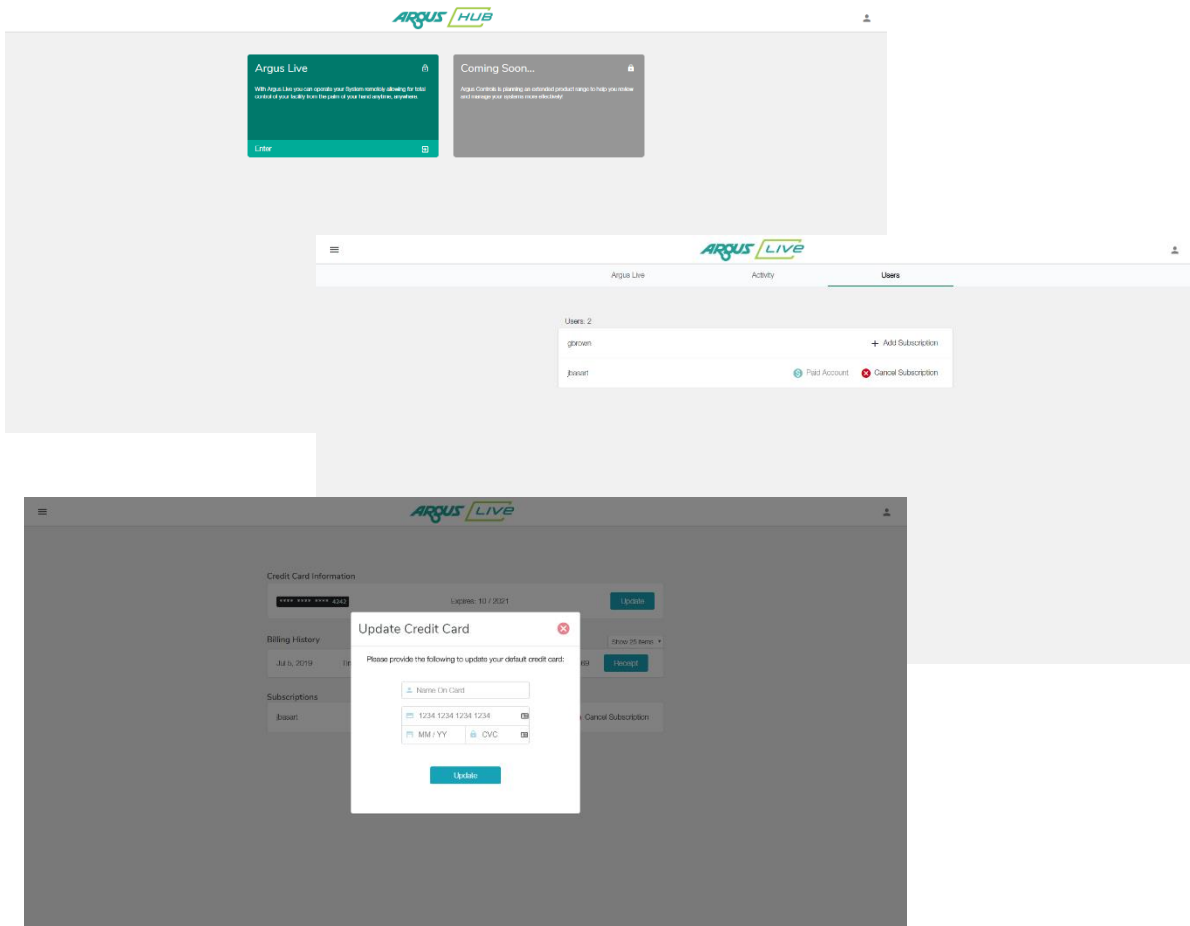 ARGUS HUB
Argus Live
With Argus Live you can operate your System remotely allowing for total
control of your facility from the palm of your hand anytime, anywhere.
Enter
Coming Soon...
Argus Controls is planning an extended product range to help you review
and manage your systems more effectively!
ARGUS LIVE
Argus Live Activity Users
Users: 2
gbrown + Add Subscription
jbasart Paid Account Cancel Subscription
ARGUS LIVE
Credit Card Information
**** **** **** 4242 Expires: 10 / 2021 Update
Billing History Show 25 items
Jul 5, 2019 Receipt
Subscriptions
jbasart Cancel Subscription
Update Credit Card
Please provide the following to update your default credit card:
Name On Card
1234 1234 1234 1234
MM / YY CVC
Update